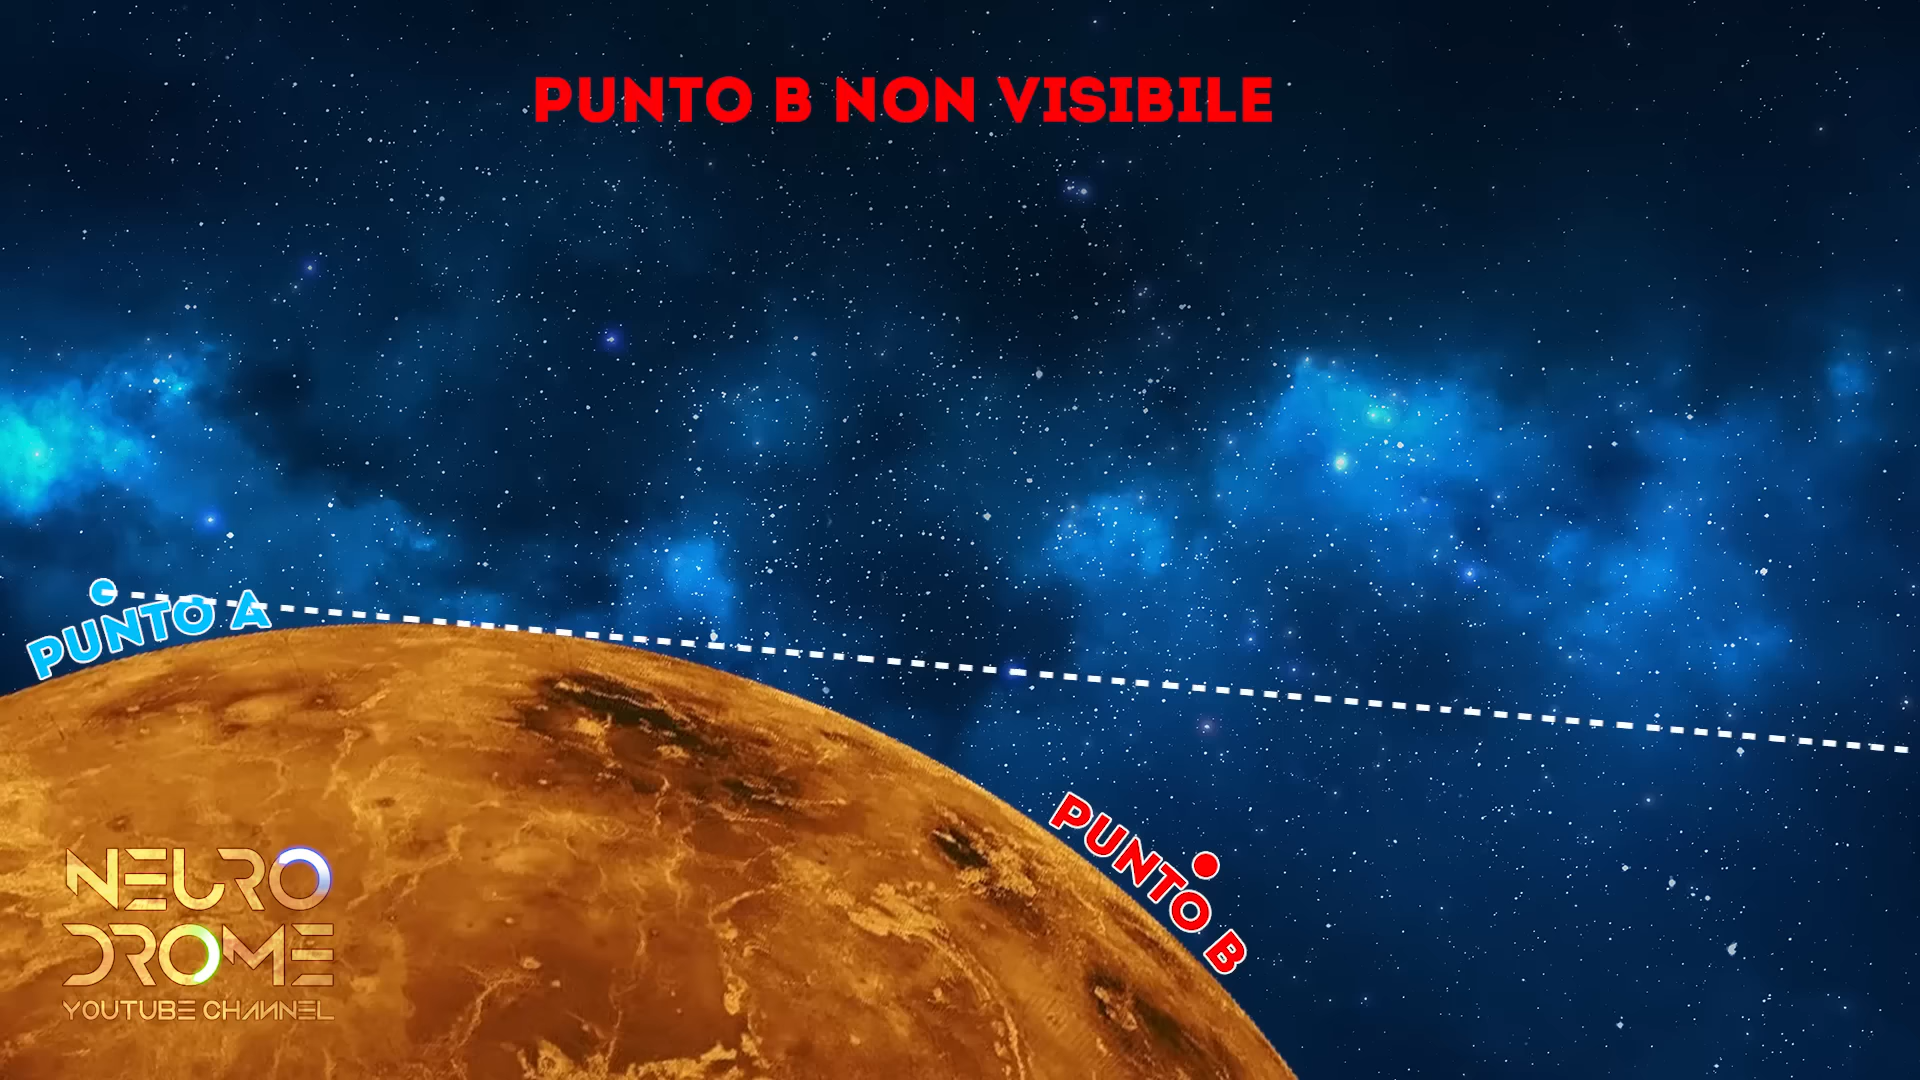 PUNTO B NON VISIBILE
PUNTO A
PUNTO B
NEURO
DROME
YOUTUBE CHANNEL